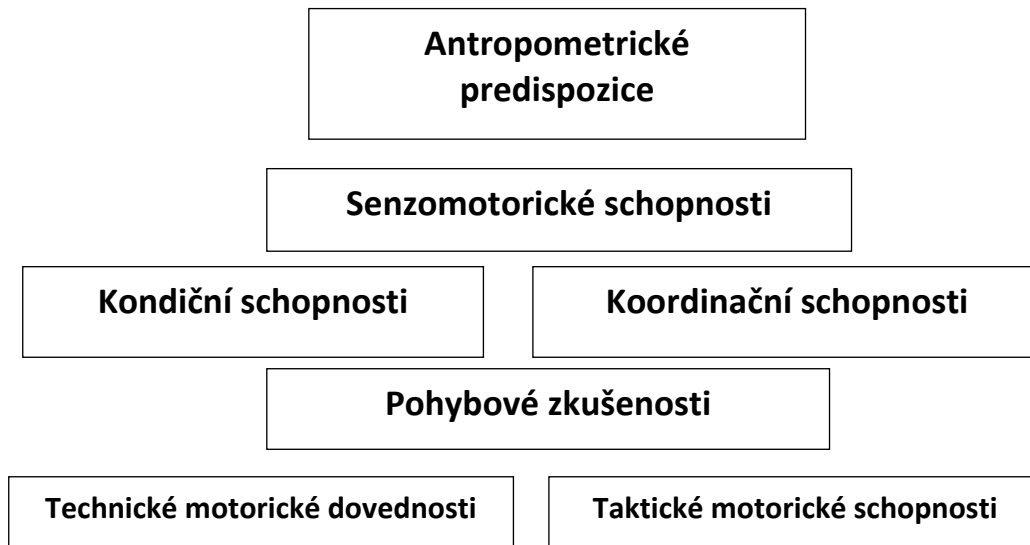 Antropometrické
predispozice
Senzomotorické schopnosti
Kondiční schopnosti
Koordinační schopnosti
Pohybové zkušenosti
Technické motorické dovednosti
Taktické motorické schopnosti